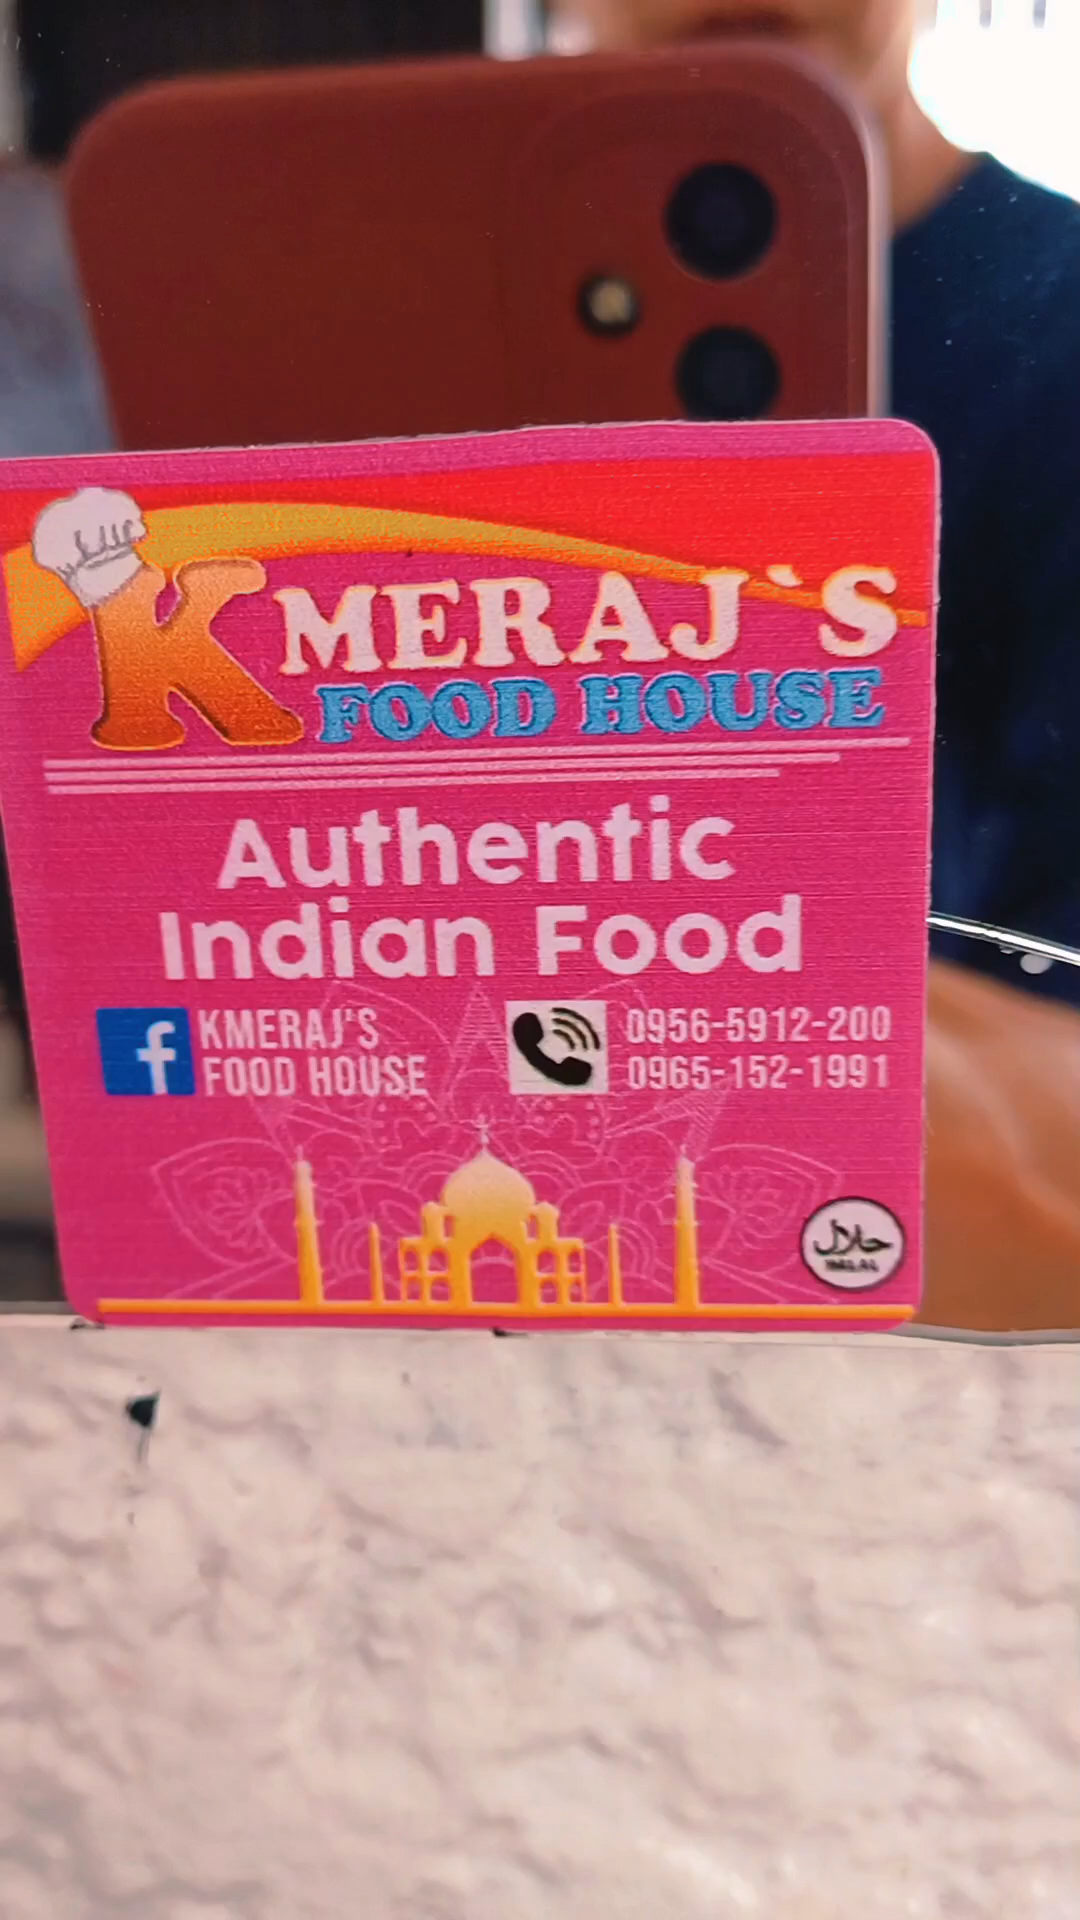 KMERAJ`S
FOOD HOUSE
Authentic
Indian Food
f KMERAJ'S
FOOD HOUSE
0956-5912-200
0965-152-1991
حلال
HALAL